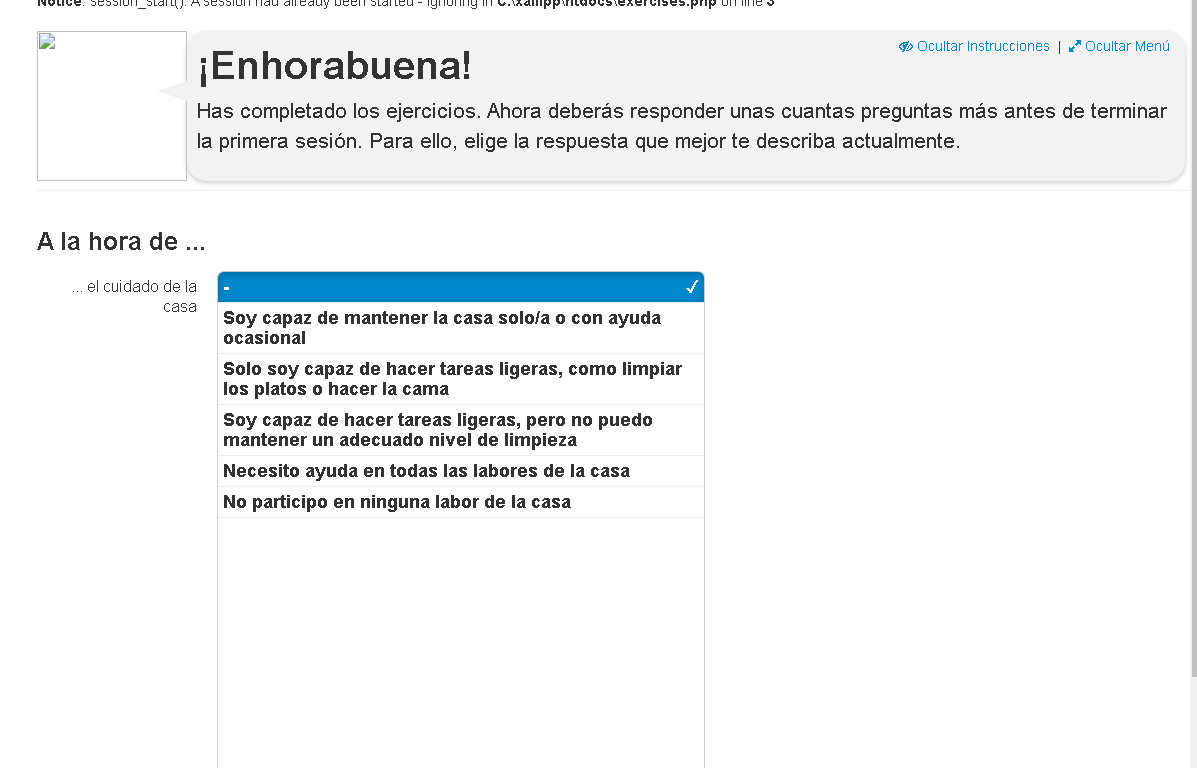 Notice: session_start(): A session had already been started - ignoring in C:\xampp\htdocs\exercises.php on line 3
Ocultar Instrucciones | Ocultar Menú
¡Enhorabuena!
Has completado los ejercicios. Ahora deberás responder unas cuantas preguntas más antes de terminar
la primera sesión. Para ello, elige la respuesta que mejor te describa actualmente.
A la hora de ...
... el cuidado de la
casa
-
Soy capaz de mantener la casa solo/a o con ayuda
ocasional
Solo soy capaz de hacer tareas ligeras, como limpiar
los platos o hacer la cama
Soy capaz de hacer tareas ligeras, pero no puedo
mantener un adecuado nivel de limpieza
Necesito ayuda en todas las labores de la casa
No participo en ninguna labor de la casa